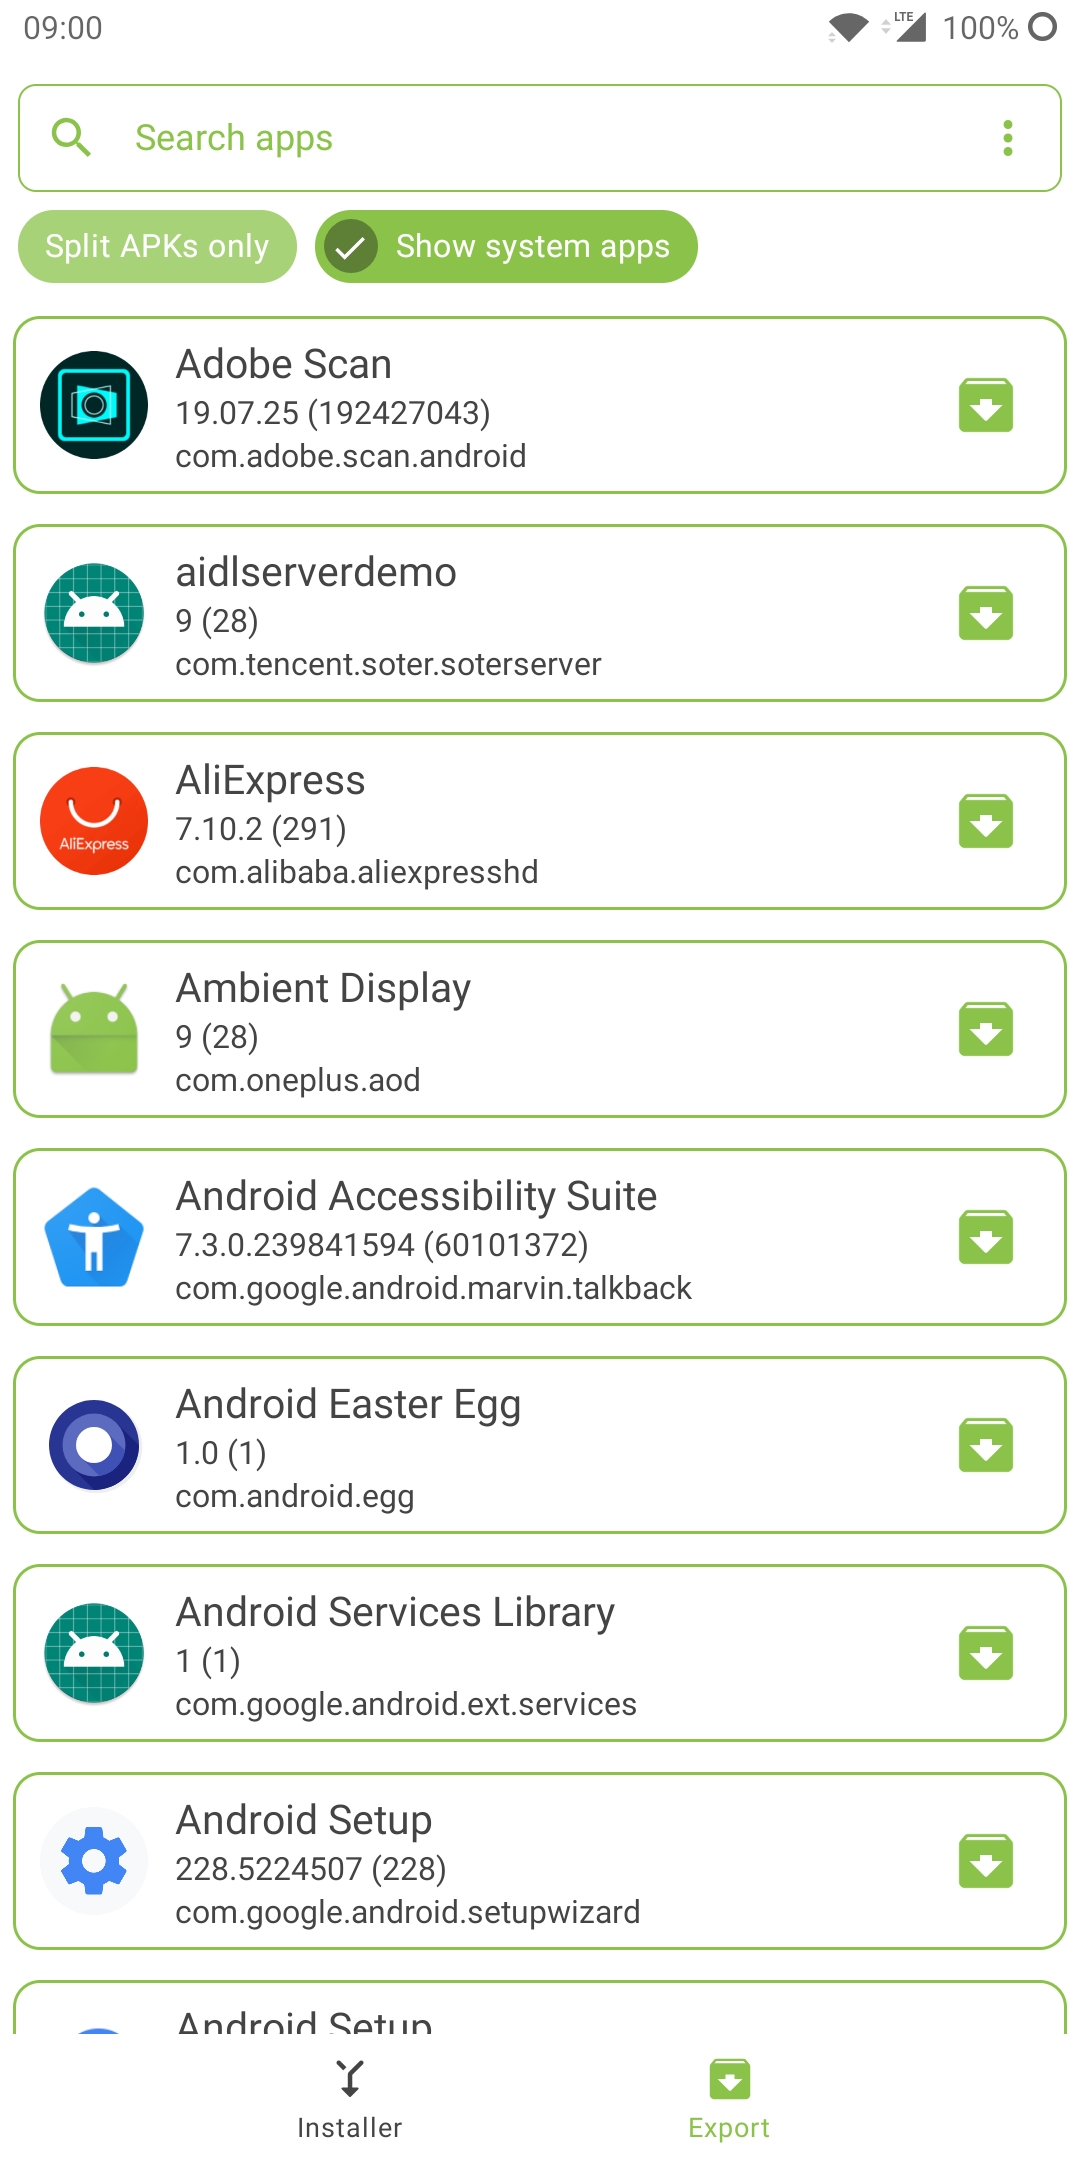 09:00
LTE 100%
Search apps
Split APKs only
Show system apps
Adobe Scan
19.07.25 (192427043)
com.adobe.scan.android
aidlserverdemo
9 (28)
com.tencent.soter.soterserver
AliExpress
AliExpress
7.10.2 (291)
com.alibaba.aliexpresshd
Ambient Display
9 (28)
com.oneplus.aod
Android Accessibility Suite
7.3.0.239841594 (60101372)
com.google.android.marvin.talkback
Android Easter Egg
1.0 (1)
com.android.egg
Android Services Library
1 (1)
com.google.android.ext.services
Android Setup
228.5224507 (228)
com.google.android.setupwizard
Android Setup
Installer
Export